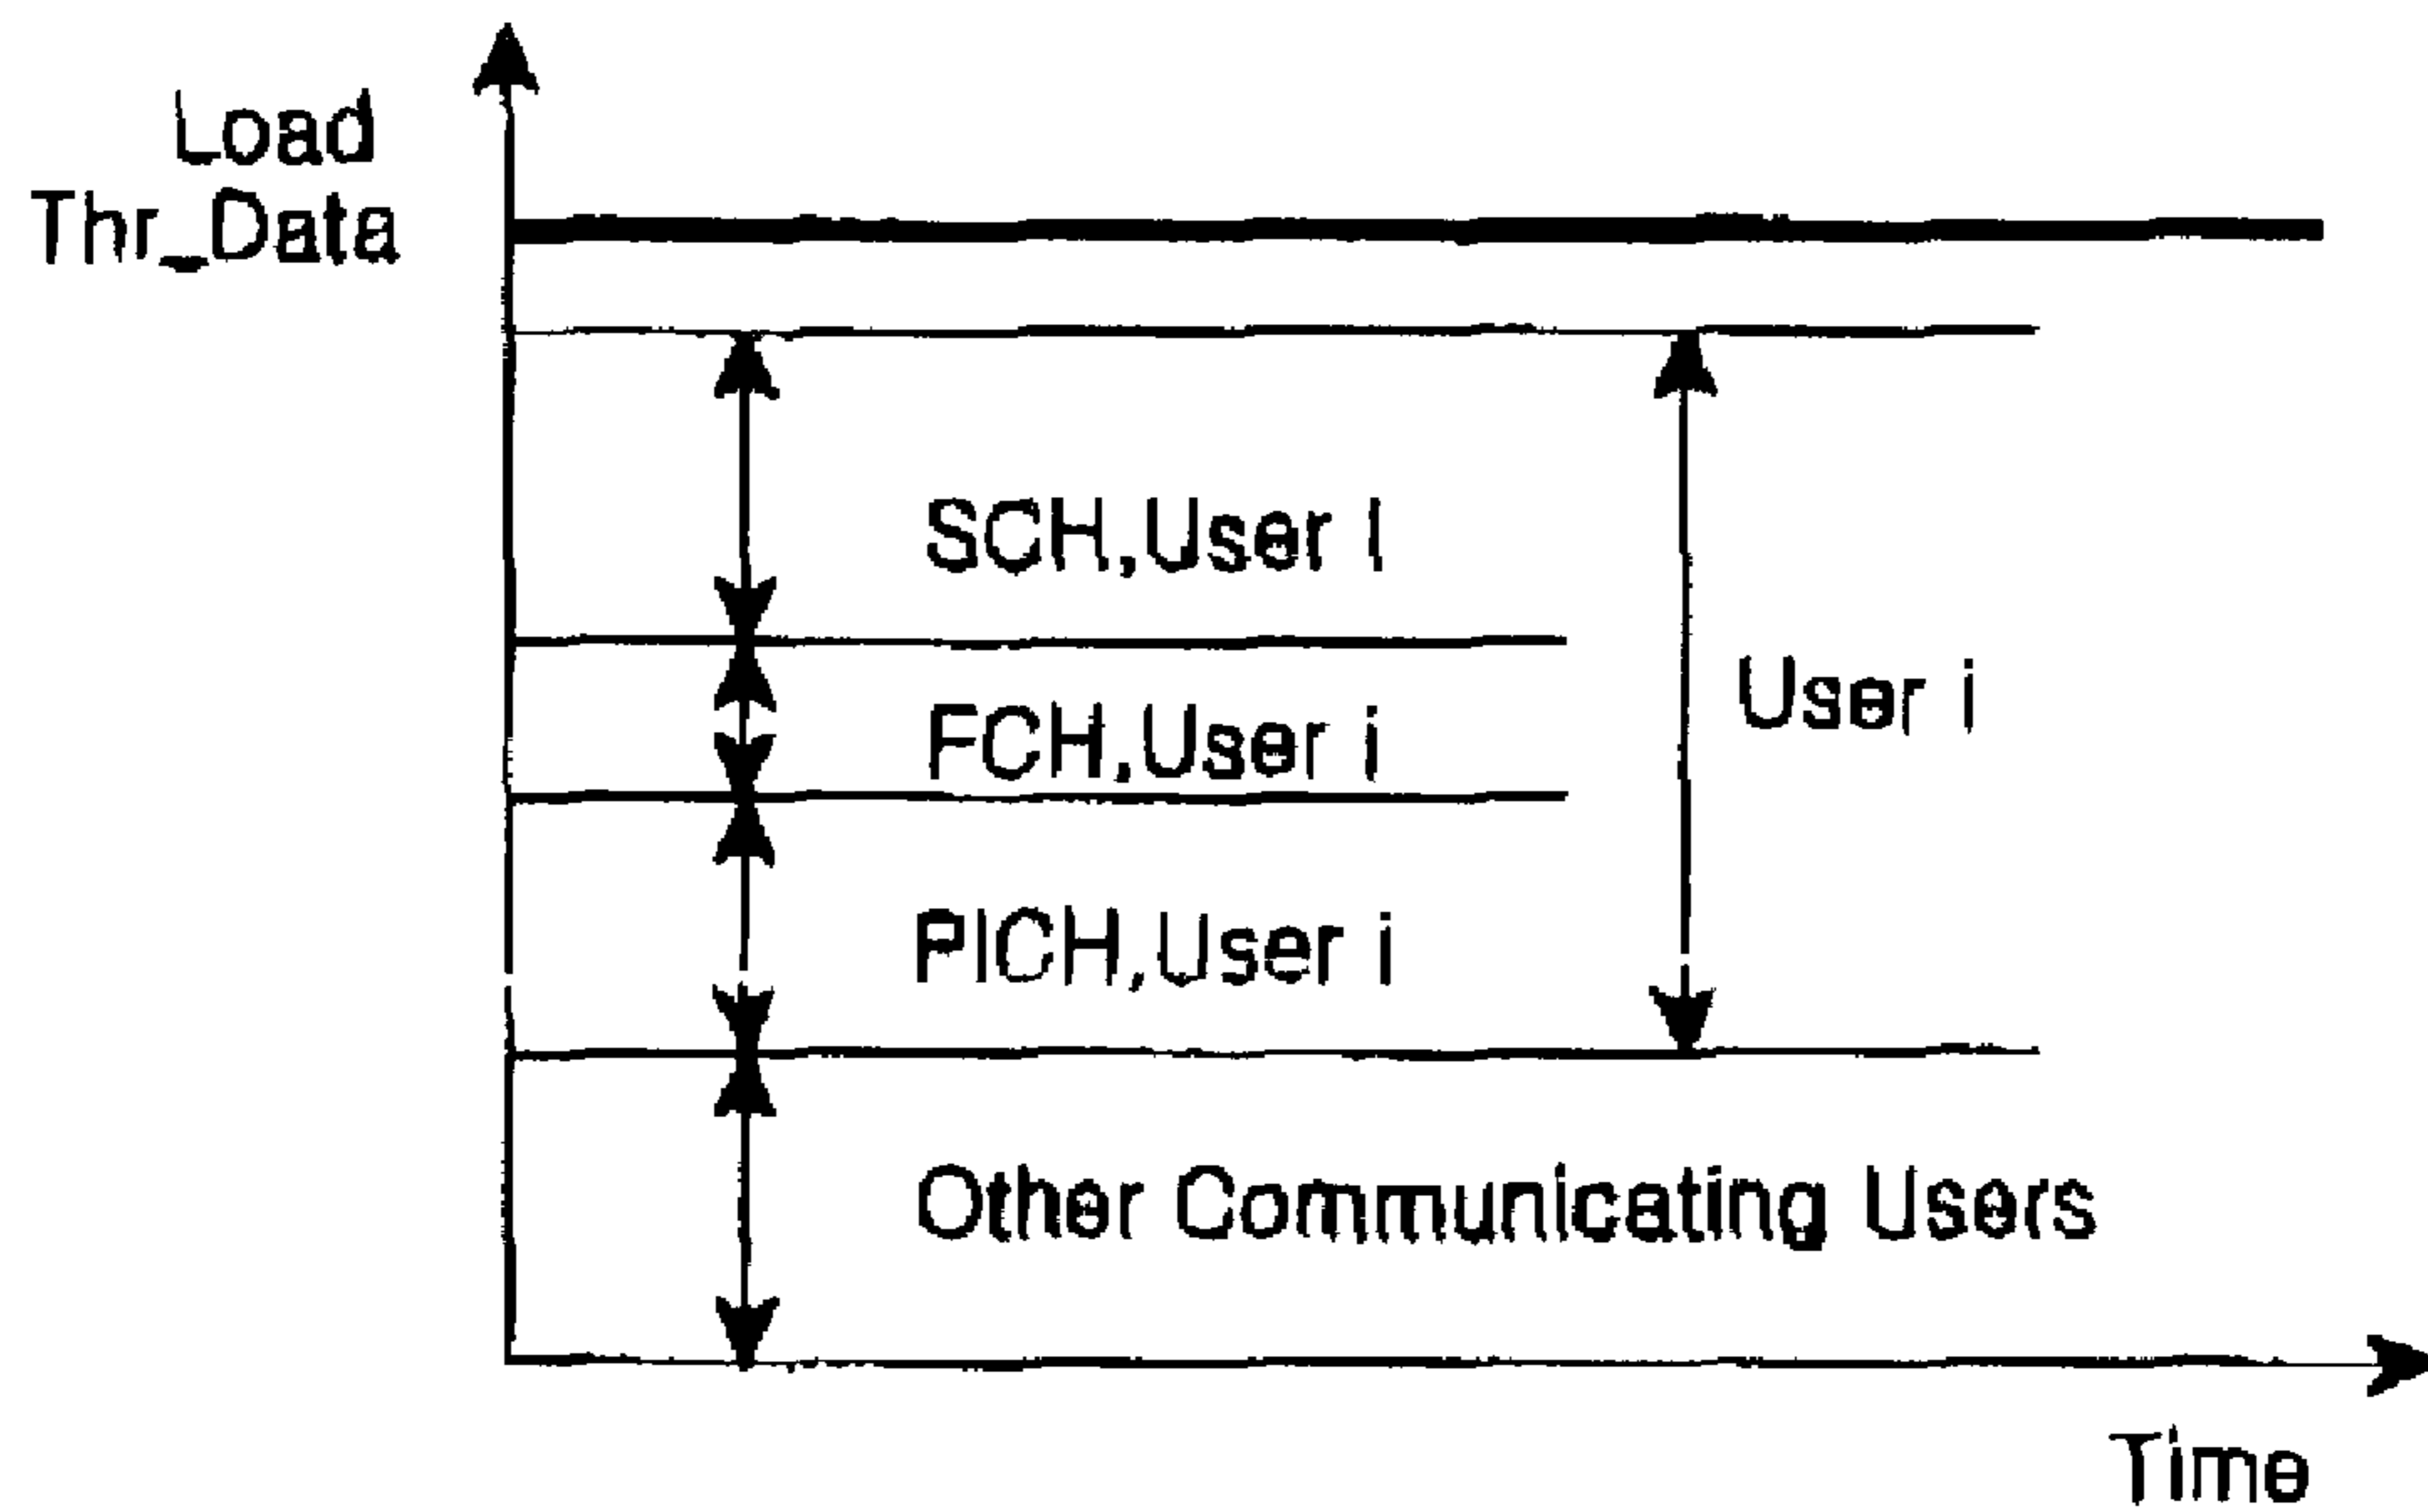 Load
Thr_Data
SCH,User I
FCH,User i
User i
PICH,User i
Other Communicating Users
Time